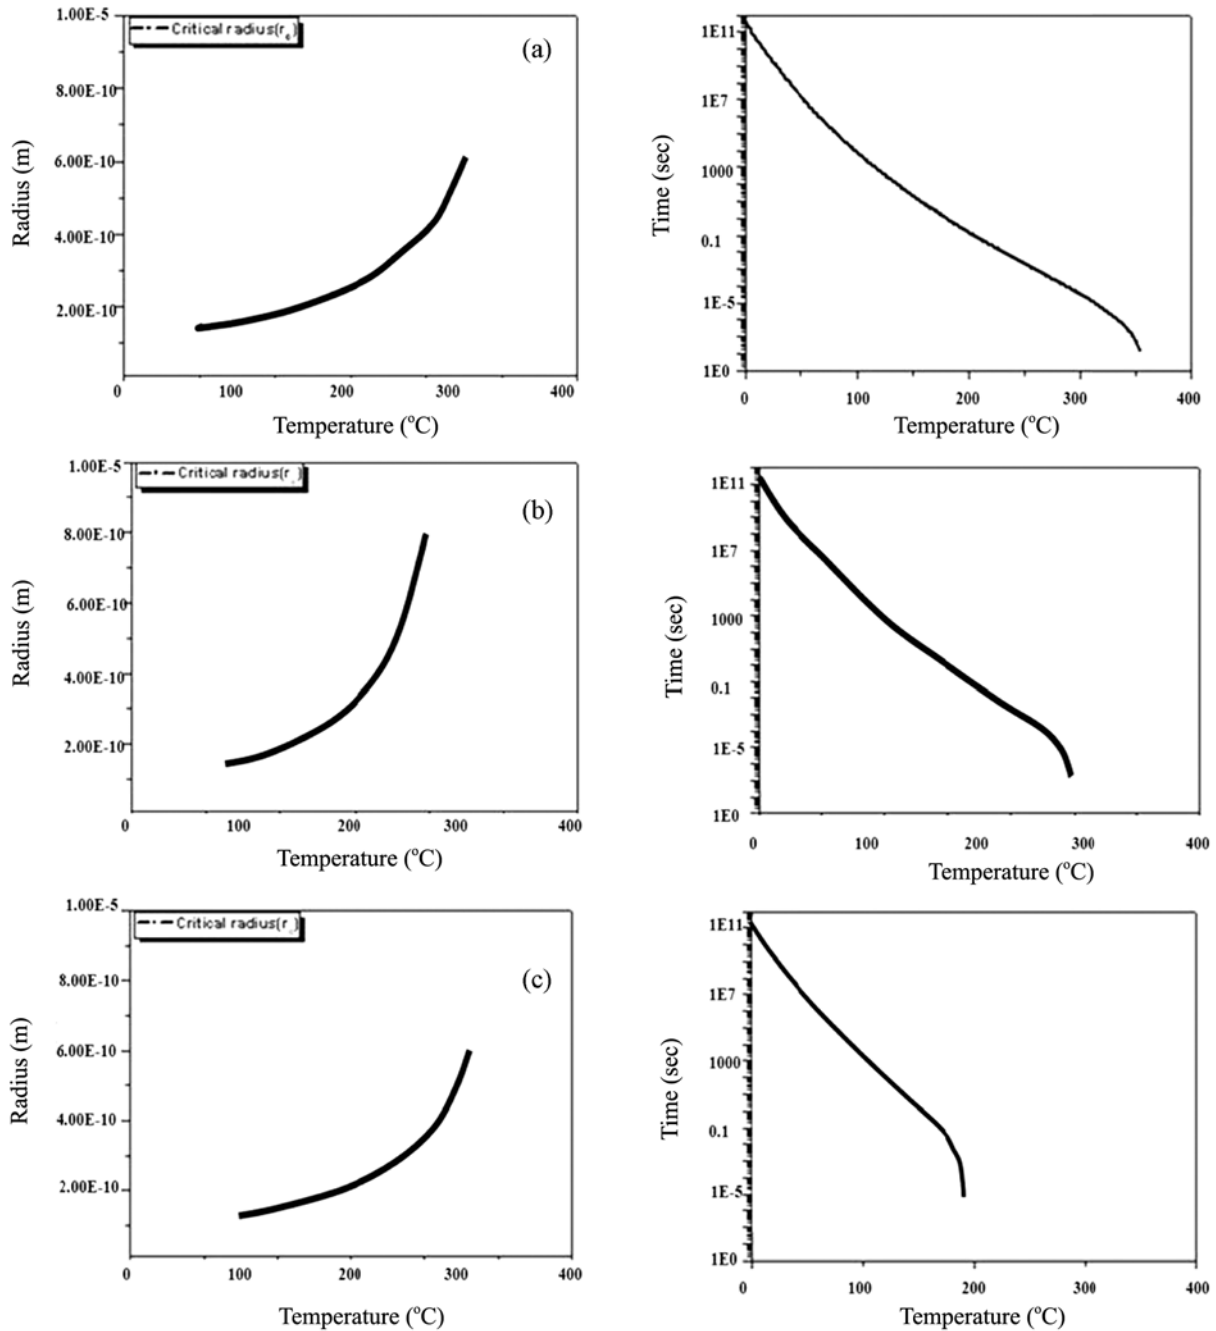 1.00E-5
Critical radius(r
(a)
8.00E-10
6.00E-10
4.00E-10
2.00E-10
Radius (m)
0 100 200 300 400
Temperature (°C)
1E11
1E7
1000
0.1
1E-5
1E0
Time (sec)
0 100 200 300 400
Temperature (°C)
1.00E-5
Critical radius(r
(b)
8.00E-10
6.00E-10
4.00E-10
2.00E-10
Radius (m)
0 100 200 300 400
Temperature (°C)
1E11
1E7
1000
0.1
1E-5
1E0
Time (sec)
0 100 200 300 400
Temperature (°C)
1.00E-5
Critical radius(r
(c)
8.00E-10
6.00E-10
4.00E-10
2.00E-10
Radius (m)
0 100 200 300 400
Temperature (°C)
1E11
1E7
1000
0.1
1E-5
1E0
Time (sec)
0 100 200 300 400
Temperature (°C)